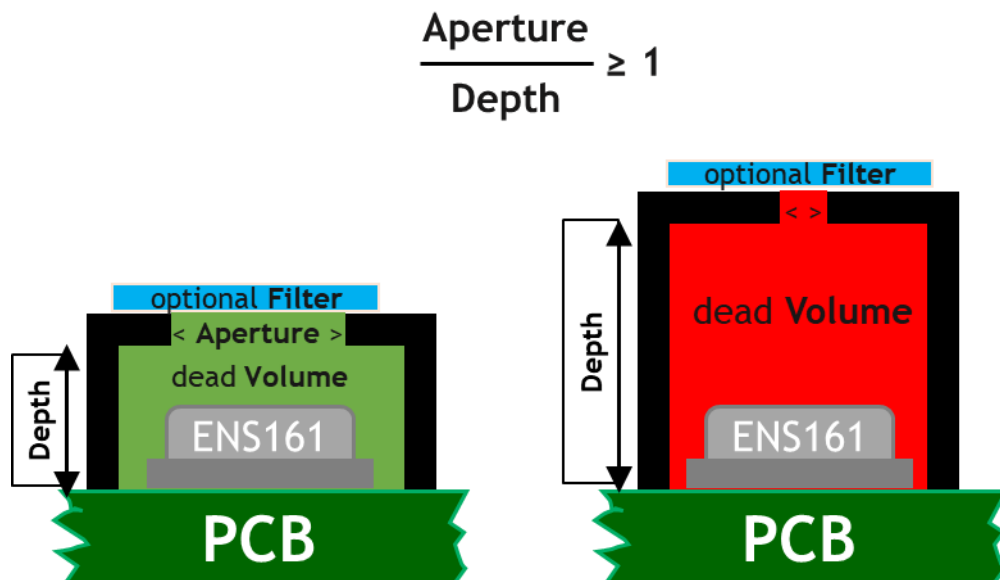 Aperture
≥ 1
Depth
optional Filter
< Aperture >
dead Volume
Depth
ENS161
PCB
optional Filter
< >
dead Volume
Depth
ENS161
PCB